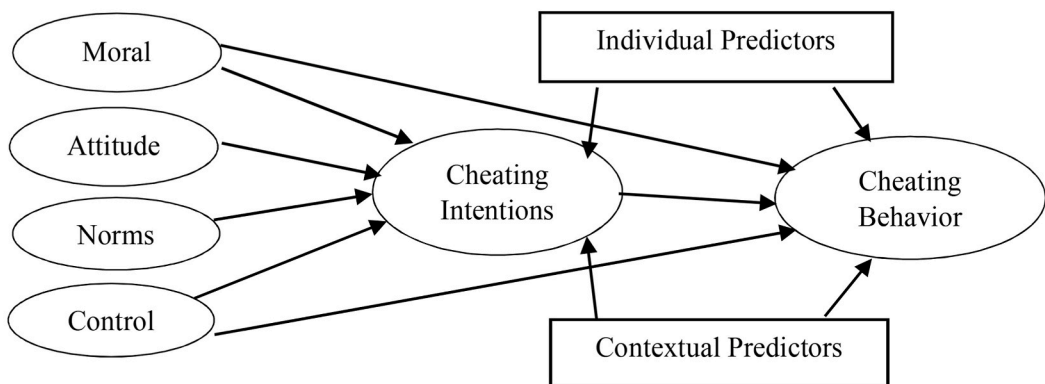 Moral
Attitude
Norms
Control
Cheating
Intentions
Individual Predictors
Contextual Predictors
Cheating
Behavior